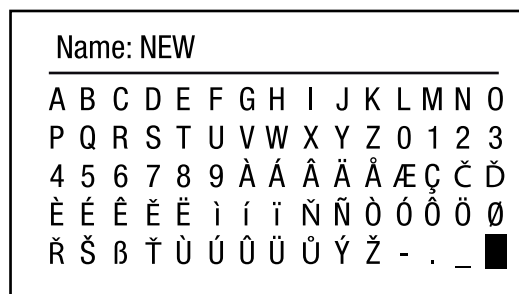 Name: NEW
A B C D E F G H I J K L M N O
P Q R S T U V W X Y Z 0 1 2 3
4 5 6 7 8 9 À Á Â Ä Å Æ Ç Č Ď
È É Ê Ě Ë ì í ï Ň Ñ Ò Ó Ô Ö Ø
Ř Š ß Ť Ù Ú Û Ü Ů Ý Ž - . _ █